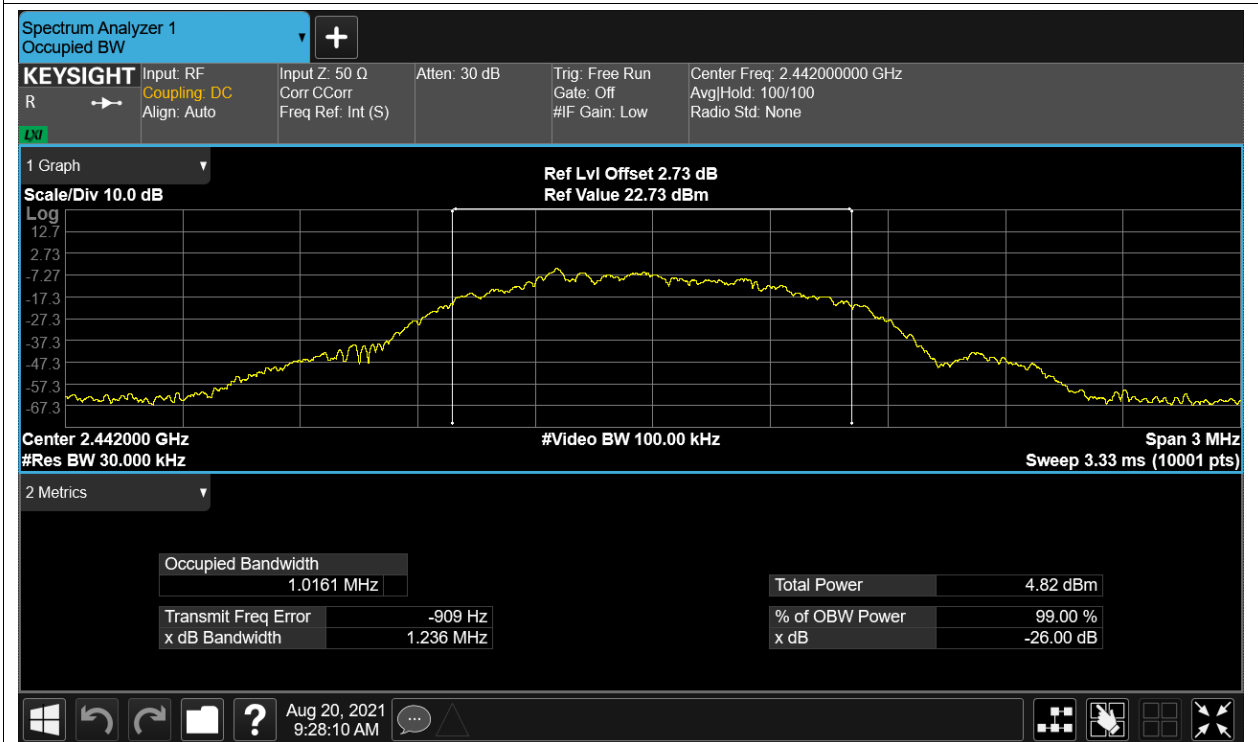 Spectrum Analyzer 1
Occupied BW
KEYSIGHT
R
LXI
Input: RF
Coupling: DC
Align: Auto
Input Z: 50 Ω
Corr CCorr
Freq Ref: Int (S)
Atten: 30 dB
Trig: Free Run
Gate: Off
#IF Gain: Low
Center Freq: 2.442000000 GHz
Avg|Hold: 100/100
Radio Std: None
1 Graph
Scale/Div 10.0 dB
Ref Lvl Offset 2.73 dB
Ref Value 22.73 dBm
Log
12.7
2.73
-7.27
-17.3
-27.3
-37.3
-47.3
-57.3
-67.3
Center 2.442000 GHz
#Video BW 100.00 kHz
Span 3 MHz
#Res BW 30.000 kHz
Sweep 3.33 ms (10001 pts)
2 Metrics
Occupied Bandwidth
1.0161 MHz
Total Power 4.82 dBm
Transmit Freq Error -909 Hz
% of OBW Power 99.00 %
x dB Bandwidth 1.236 MHz
x dB -26.00 dB
?
Aug 20, 2021
9:28:10 AM